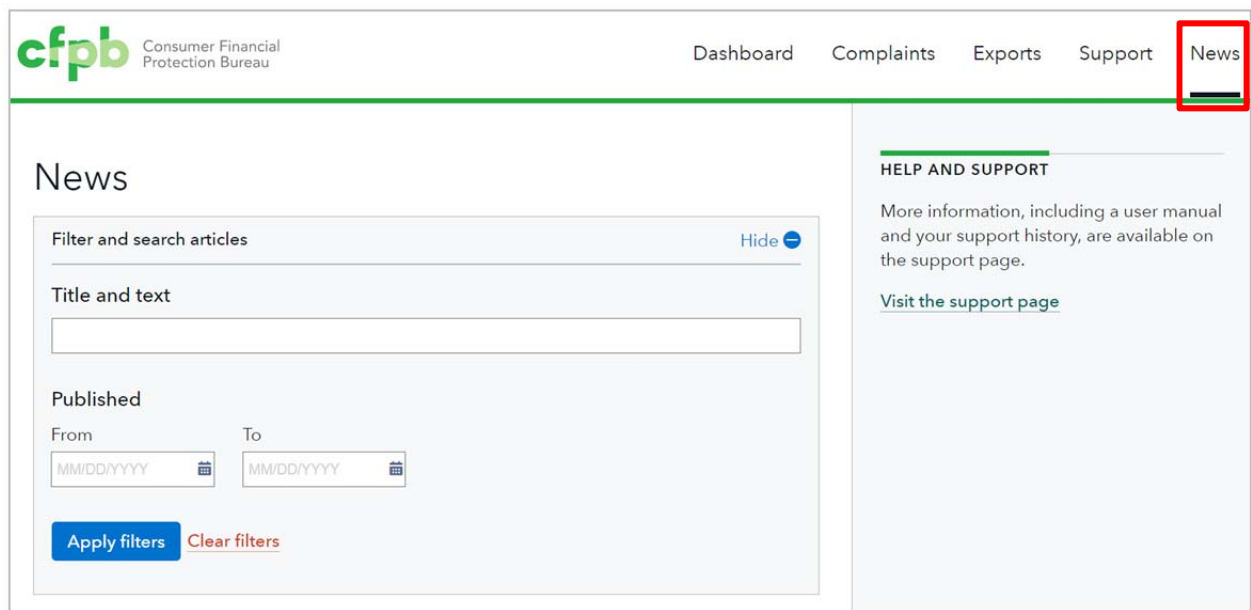 cfpb Consumer Financial
Protection Bureau
Dashboard Complaints Exports Support News
News
Filter and search articles Hide
Title and text
Published
From To
MM/DD/YYYY MM/DD/YYYY
Apply filters Clear filters
HELP AND SUPPORT
More information, including a user manual
and your support history, are available on
the support page.
Visit the support page